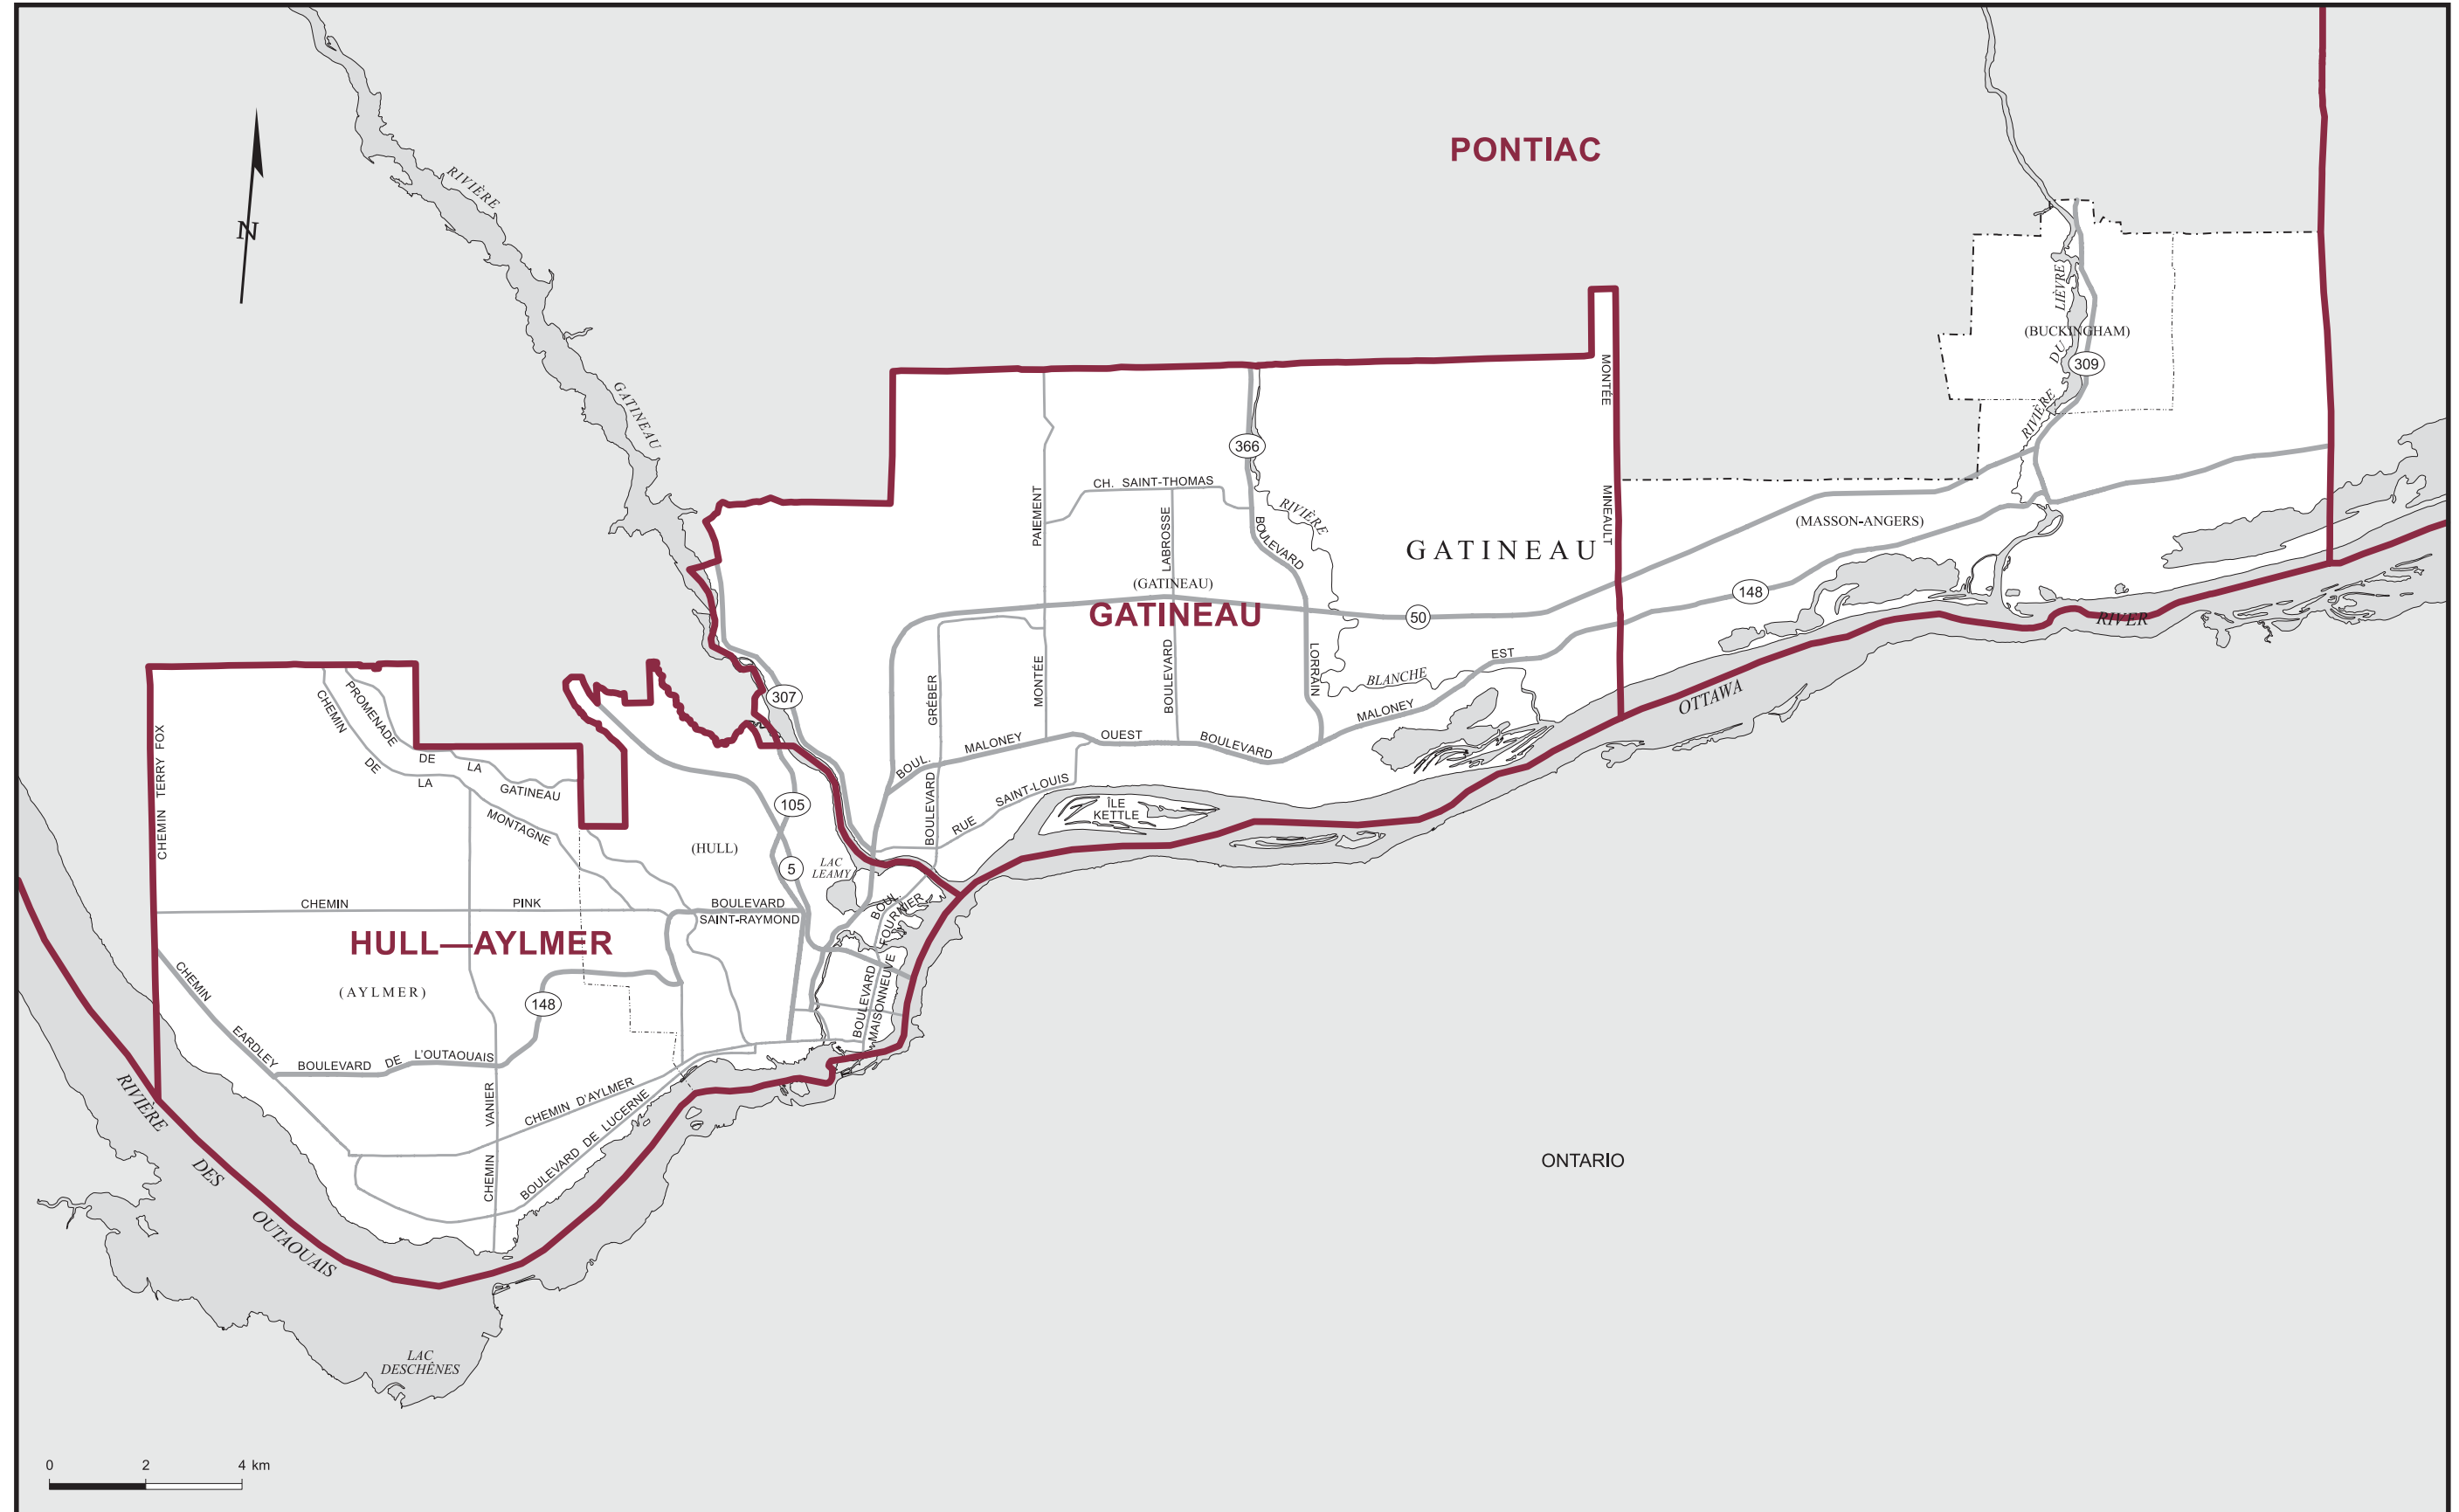 PONTIAC
N
RIVIÈRE
GATINEAU
RIVIÈRE
DU
LIÈVRE
(BUCKINGHAM)
309
MONTÉE
MINEAULT
366
CH. SAINT-THOMAS
PAIEMENT
MONTÉE
LABROSSE
BOULEVARD
BOULEVARD
LORRAIN
RIVIÈRE
BLANCHE
GATINEAU
(MASSON-ANGERS)
(GATINEAU)
GATINEAU
50
148
RIVER
OTTAWA
EST
MALONEY
BOULEVARD
OUEST
MALONEY
BOUL.
GRÉBER
BOULEVARD
307
SAINT-LOUIS
RUE
ÎLE
KETTLE
CHEMIN TERRY FOX
PROMENADE
DE
LA
GATINEAU
CHEMIN
DE
LA
MONTAGNE
105
(HULL)
5
LAC
LEAMY
CHEMIN
PINK
BOULEVARD
SAINT-RAYMOND
BOUL.
FOURNIER
HULL—AYLMER
BOULEVARD
MAISONNEUVE
CHEMIN
EARDLEY
(AYLMER)
148
BOULEVARD
DE
L'OUTAOUAIS
CHEMIN
VANIER
CHEMIN D'AYLMER
BOULEVARD DE LUCERNE
RIVIÈRE
DES
OUTAOUAIS
ONTARIO
LAC
DESCHÊNES
0 2 4 km